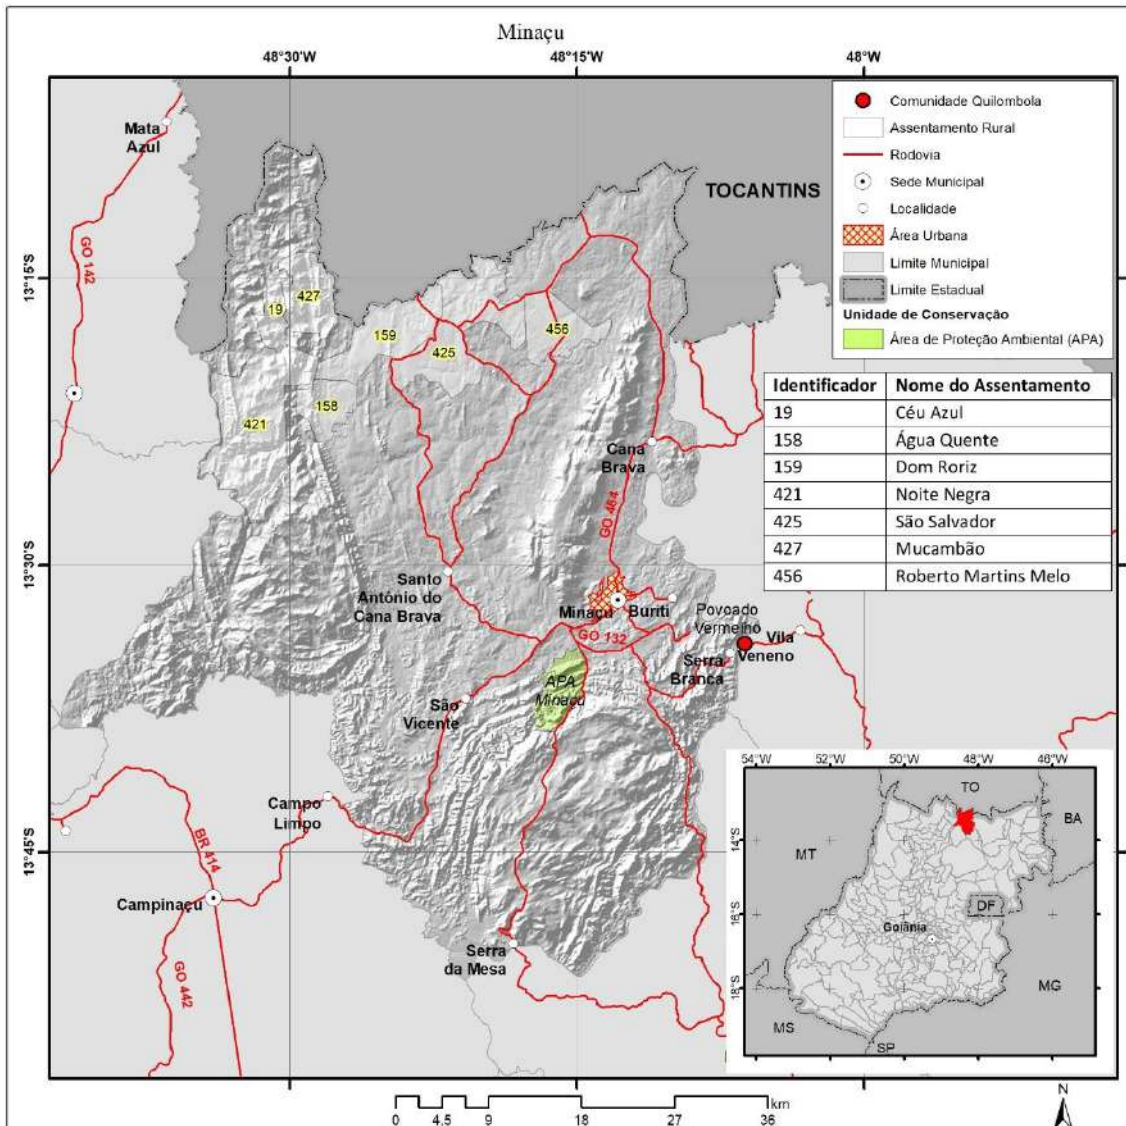 Minaçu
48°30'W
48°15'W
48°W
Mata
Azul
TOCANTINS
GO 142
13°15'S
13°30'S
13°45'S
Comunidade Quilombola
Assentamento Rural
Rodovia
Sede Municipal
Localidade
Área Urbana
Limite Municipal
Limite Estadual
Unidade de Conservação
Área de Proteção Ambiental (APA)
Identificador Nome do Assentamento
19 Céu Azul
158 Água Quente
159 Dom Roriz
421 Noite Negra
425 São Salvador
427 Mucambão
456 Roberto Martins Melo
427
19
159
425
456
158
421
Cana
Brava
GO 464
Santo
Antônio do
Cana Brava
Minaçu
Buriti
GO 132
Povoado
Vermelho
Vila
Veneno
Serra
Branca
APA
Minaçu
São
Vicente
Campo
Limpo
BR 414
Campinaçu
GO 442
Serra
da Mesa
54°W
52°W
50°W
48°W
46°W
14°S
16°S
18°S
TO
BA
MT
DF
Goiânia
MG
MS
SP
0 4,5 9 18 27 36
km
N